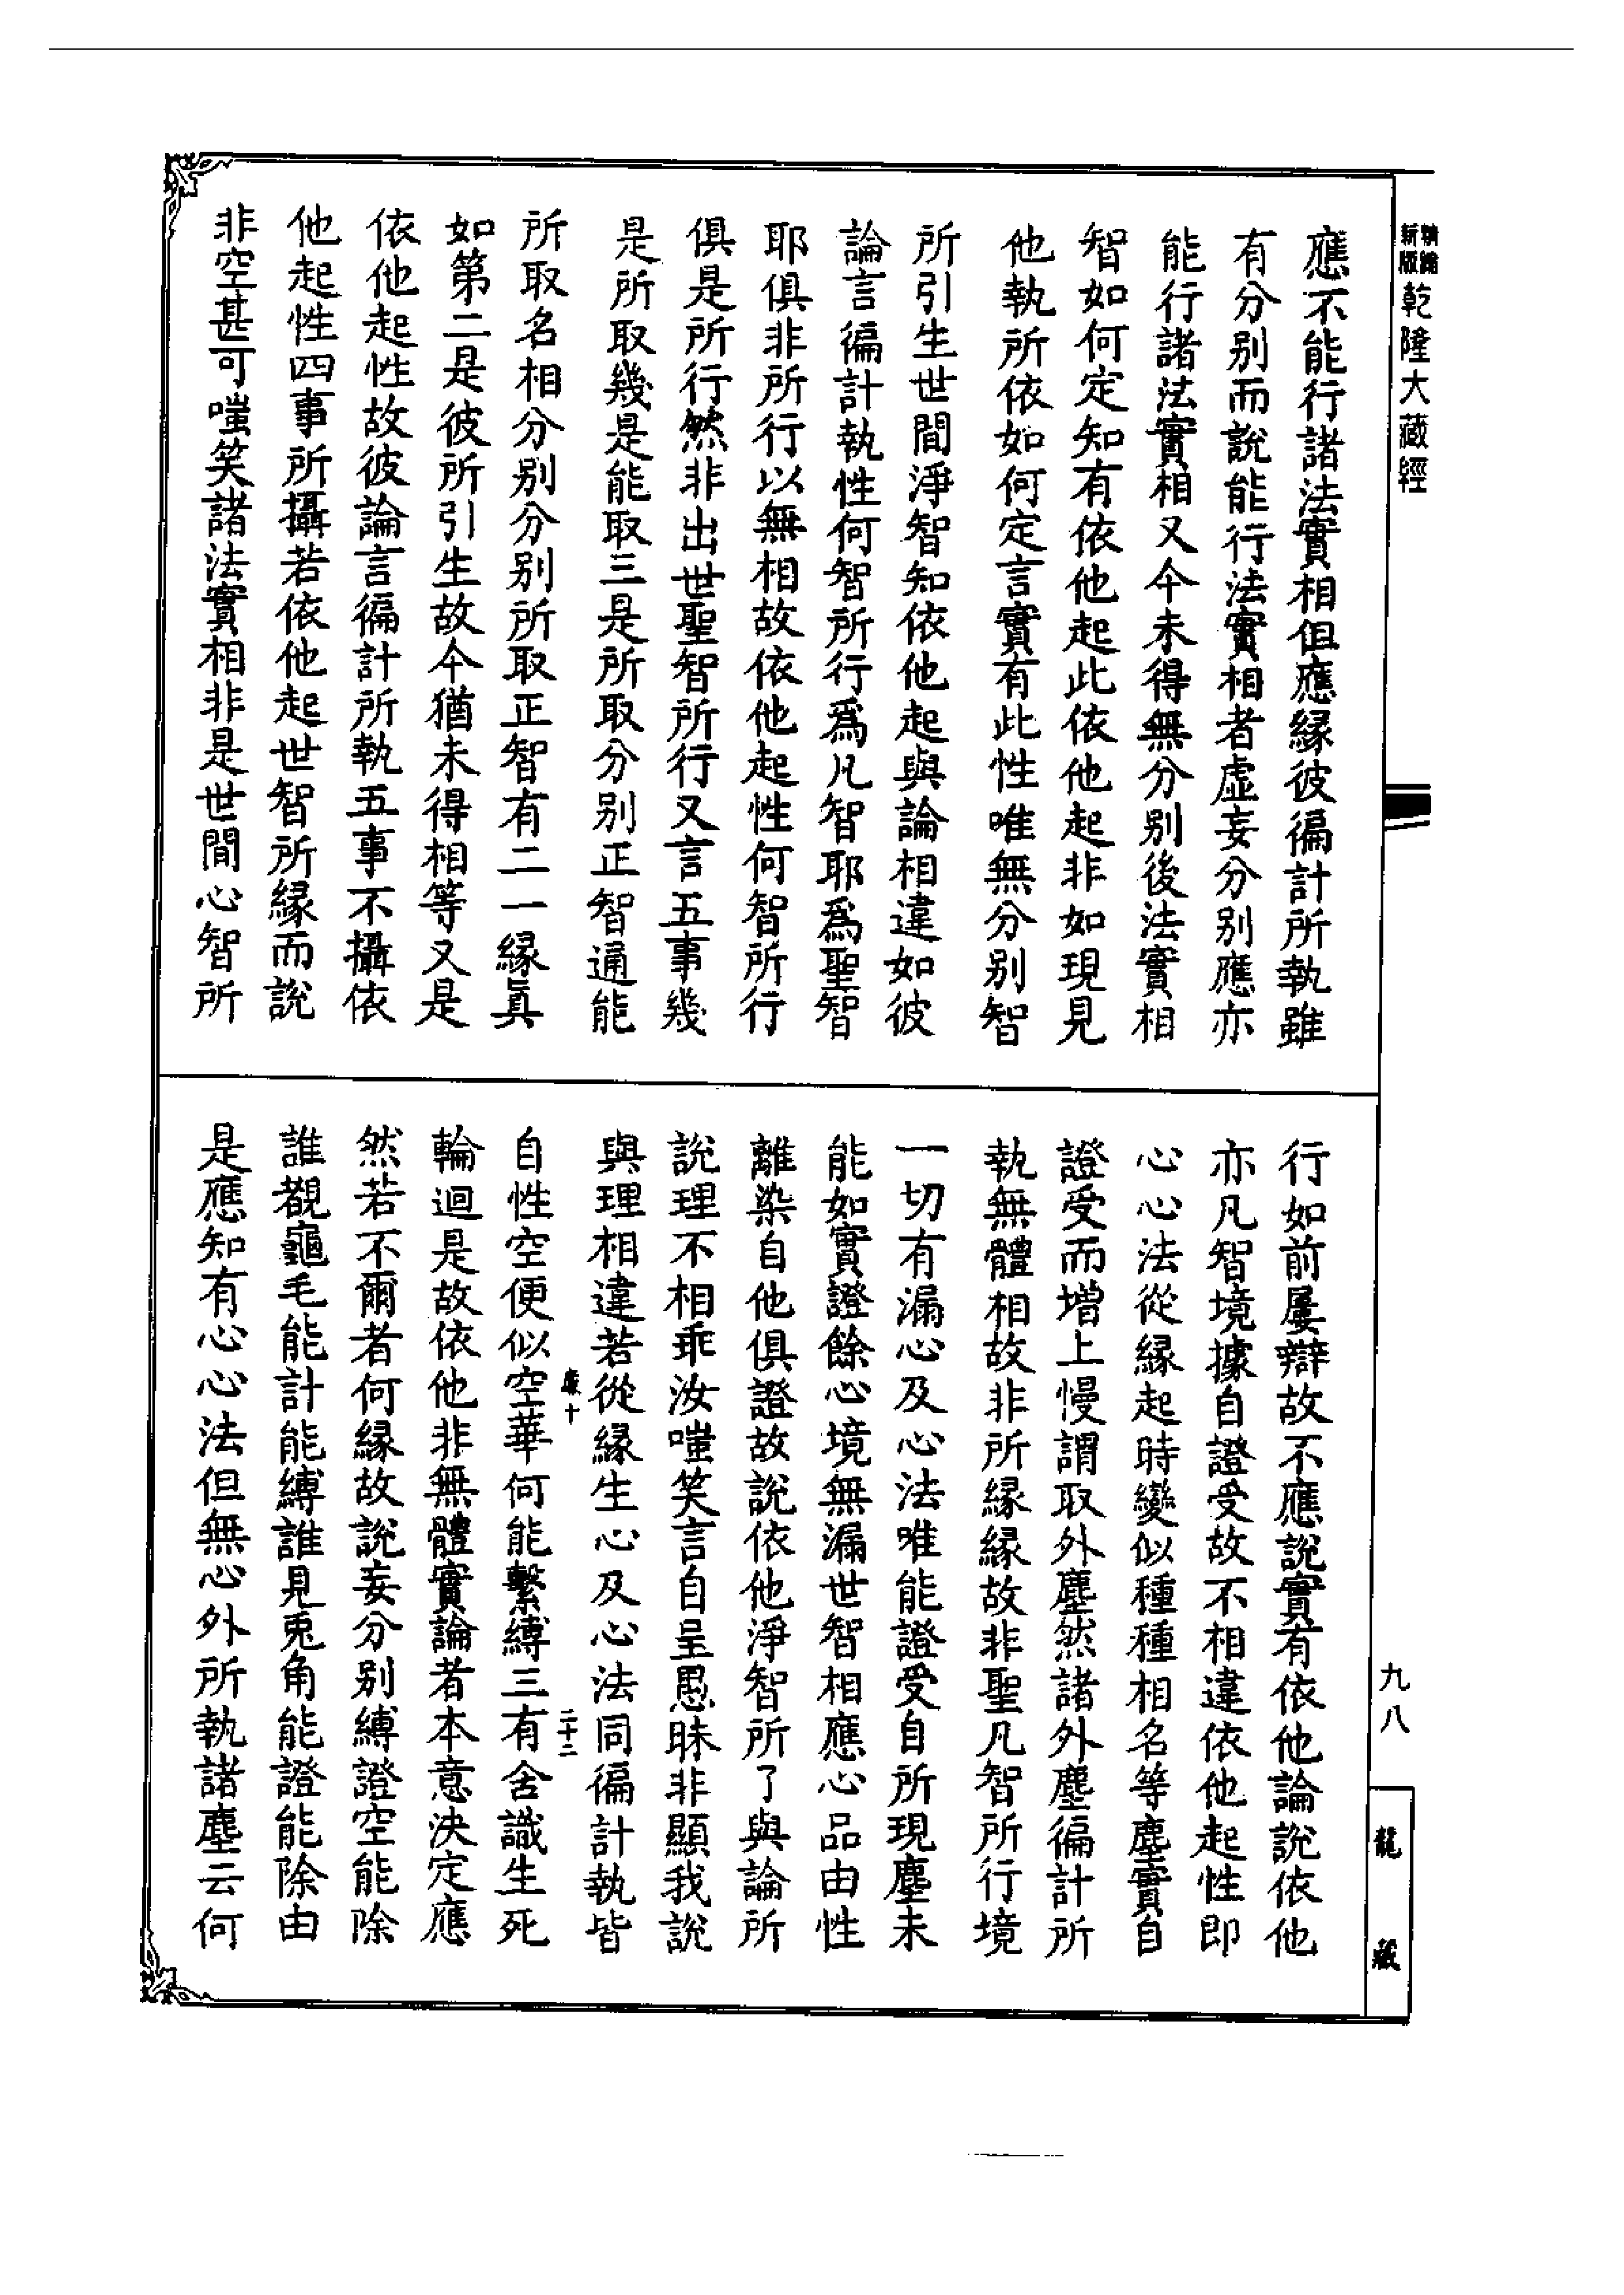 精編
新版
乾隆大藏經
應不能行諸法實相但應緣彼徧計所執雖
有分別而說能行法實相者虛妄分別應亦
能行諸法實相又今未得無分別後法實相
智如何定知有依他起此依他起非如現見
他執所依如何定言實有此性唯無分別智
所引生世間淨智知依他起與論相違如彼
論言徧計執性何智所行爲凡智耶爲聖智
耶俱非所行以無相故依他起性何智所行
俱是所行然非出世聖智所行又言五事幾
是所取幾是能取三是所取分別正智通能
所取名相分別分別所取正智有二一緣真
如第二是彼所引生故今猶未得相等又是
依他起性故彼論言徧計所執五事不攝依
他起性四事所攝若依他起世智所緣而說
非空甚可嗤笑諸法實相非是世間心智所
行如前屢辯故不應說實有依他論說依他
亦凡智境據自證受故不相違依他起性即
心心法從緣起時變似種種相名等塵實自
證受而增上慢謂取外塵然諸外塵徧計所
執無體相故非所緣緣故非聖凡智所行境
一切有漏心及心法唯能證受自所現塵未
能如實證餘心境無漏世智相應心品由性
離染自他俱證故說依他淨智所了與論所
說理不相乖汝嗤笑言自呈愚昧非顯我說
與理相違若從緣生心及心法同徧計執皆
自性空便似空華何能繫縛三有含識生死
輪迴是故依他非無體實論者本意決定應
然若不爾者何緣故說妄分別縛證空能除
誰覩龜毛能計能縛誰見兎角能證能除由
是應知有心心法但無心外所執諸塵云何
二十二
九八
龍藏